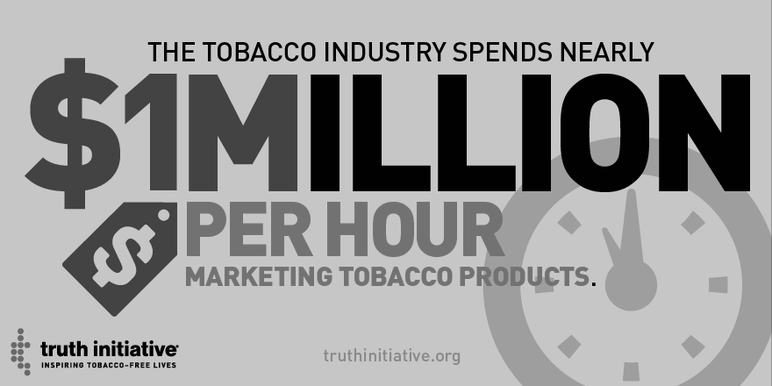 THE TOBACCO INDUSTRY SPENDS NEARLY
$1MILLION
$
PER HOUR
MARKETING TOBACCO PRODUCTS.
truth initiative®
INSPIRING TOBACCO-FREE LIVES
truthinitiative.org